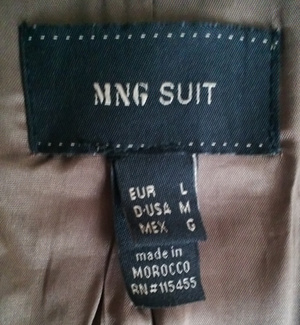 MNG SUIT
EUR L
D·USA M
MEX G
made in
MOROCCO
RN#115455